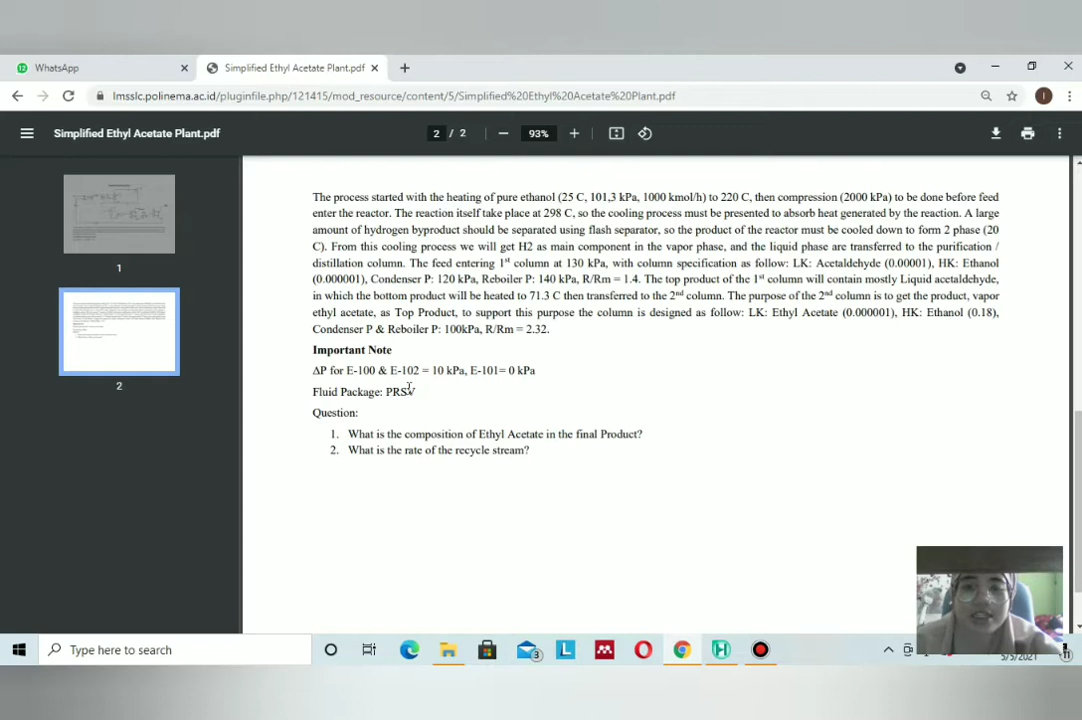 WhatsApp
Simplified Ethyl Acetate Plant.pdf
lmsslc.polinema.ac.id/pluginfile.php/121415/mod_resource/content/5/Simplified%20Ethyl%20Acetate%20Plant.pdf
Simplified Ethyl Acetate Plant.pdf
2 / 2
93%
1
2
The process started with the heating of pure ethanol (25 C, 101,3 kPa, 1000 kmol/h) to 220 C, then compression (2000 kPa) to be done before feed
enter the reactor. The reaction itself take place at 298 C, so the cooling process must be presented to absorb heat generated by the reaction. A large
amount of hydrogen byproduct should be separated using flash separator, so the product of the reactor must be cooled down to form 2 phase (20
C). From this cooling process we will get H2 as main component in the vapor phase, and the liquid phase are transferred to the purification /
distillation column. The feed entering 1st column at 130 kPa, with column specification as follow: LK: Acetaldehyde (0.00001), HK: Ethanol
(0.000001), Condenser P: 120 kPa, Reboiler P: 140 kPa, R/Rm = 1.4. The top product of the 1st column will contain mostly Liquid acetaldehyde,
in which the bottom product will be heated to 71.3 C then transferred to the 2nd column. The purpose of the 2nd column is to get the product, vapor
ethyl acetate, as Top Product, to support this purpose the column is designed as follow: LK: Ethyl Acetate (0.000001), HK: Ethanol (0.18),
Condenser P & Reboiler P: 100kPa, R/Rm = 2.32.
Important Note
ΔP for E-100 & E-102 = 10 kPa, E-101= 0 kPa
Fluid Package: PRSV
Question:
1. What is the composition of Ethyl Acetate in the final Product?
2. What is the rate of the recycle stream?
Type here to search
5/5/2021